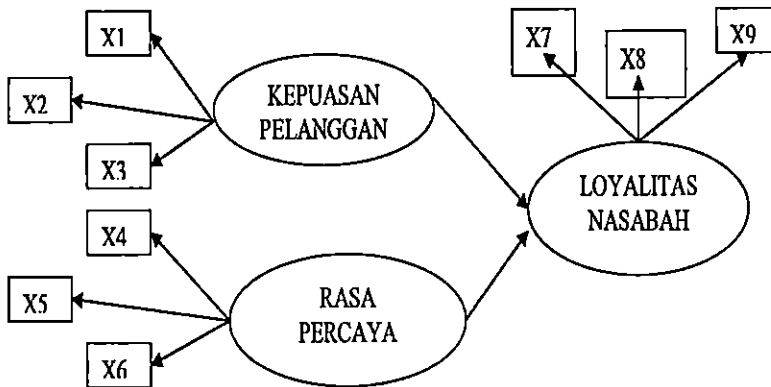 X1
X2
X3
KEPUASAN
PELANGGAN
X4
X5
X6
RASA
PERCAYA
X7
X8
X9
LOYALITAS
NASABAH